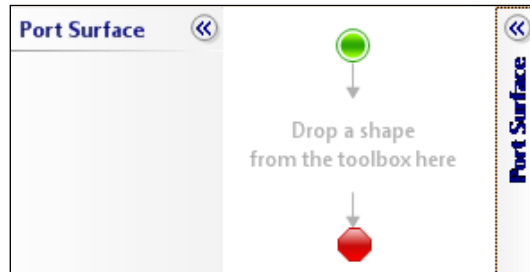 Port Surface
Drop a shape
from the toolbox here
Port Surface